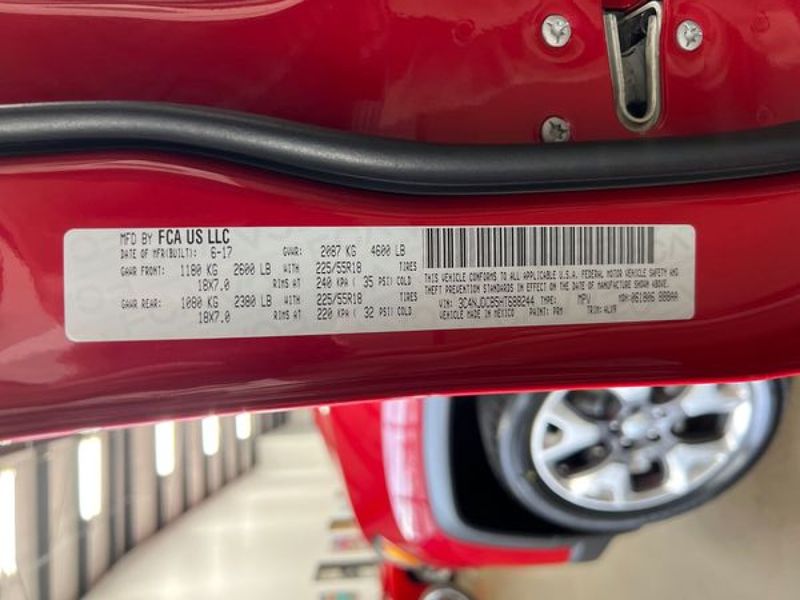 MFD BY FCA US LLC
DATE OF MFR(BUILT): 6-17 GVWR: 2087 KG 4600 LB
GAWR FRONT: 1180 KG 2600 LB WITH 225/55R18 TIRES
18X7.0 RIMS AT 240 KPA ( 35 PSI) COLD
GAWR REAR: 1080 KG 2380 LB WITH 225/55R18 TIRES
18X7.0 RIMS AT 220 KPA ( 32 PSI) COLD
THIS VEHICLE CONFORMS TO ALL APPLICABLE U.S.A. FEDERAL MOTOR VEHICLE SAFETY AND
THEFT PREVENTION STANDARDS IN EFFECT ON THE DATE OF MANUFACTURE SHOWN ABOVE.
VIN: TYPE: MPV MDH:
VEHICLE MADE IN MEXICO PAINT: PRM TRIM: